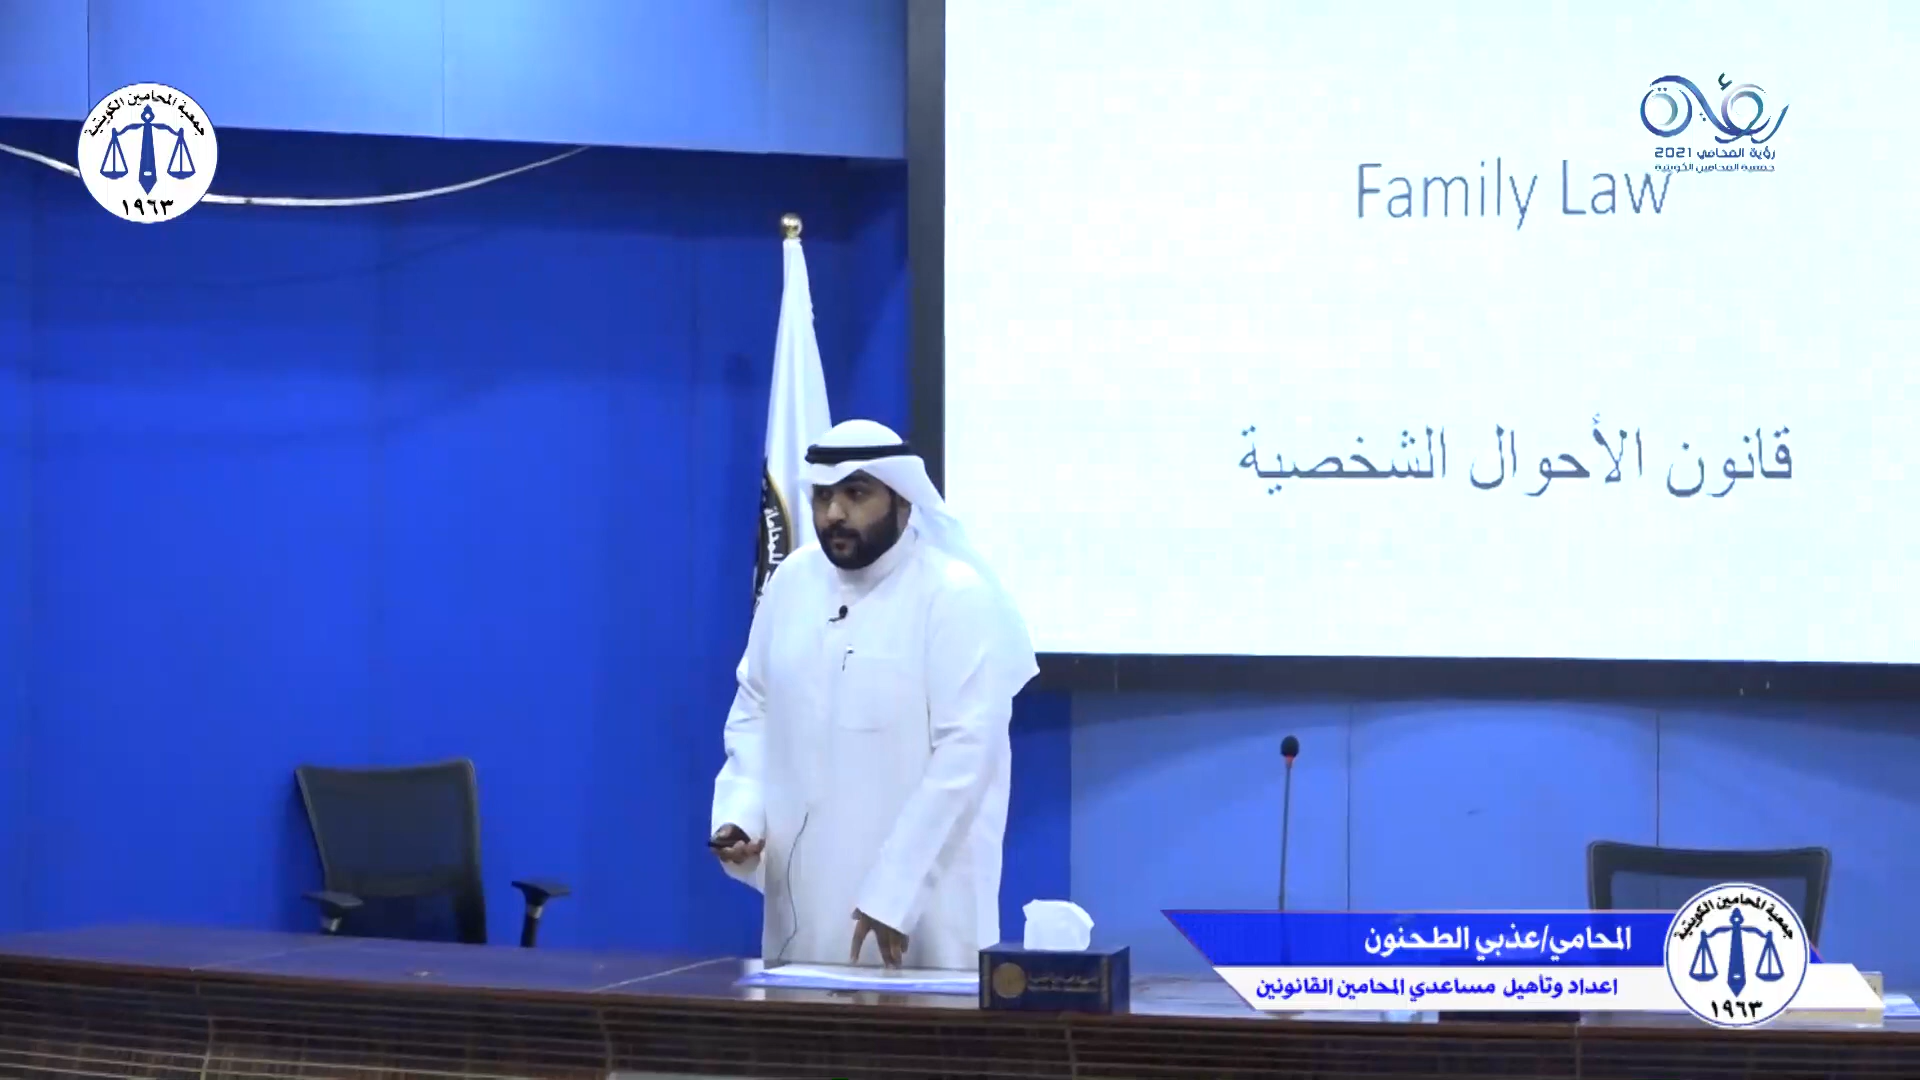 جمعية المحامين الكويتية
١٩٦٣
رؤية
رؤية المحامي 2021
جمعية المحامين الكويتية
Family Law
قانون الأحوال الشخصية
المحامي/عذبي الطحنون
اعداد وتأهيل مساعدي المحامين القانونين
جمعية المحامين الكويتية
١٩٦٣